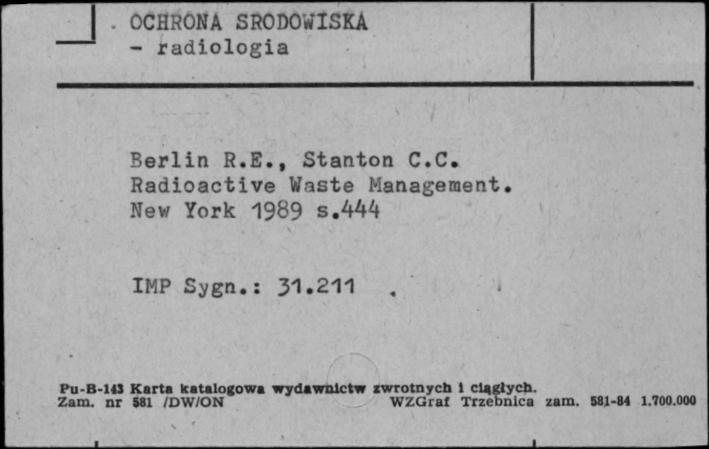 OCHRONA SRODOWISKA
- radiologia
Berlin R.E., Stanton C.C.
Radioactive Waste Management.
New York 1989 s.444
IMP Sygn.: 31.211 .
Pu-B-143 Karta katalogowa wydawnictw zwrotnych i ciągłych.
Zam. nr 581 /DW/ON WZGraf Trzebnica zam. 581-84 1.700.000